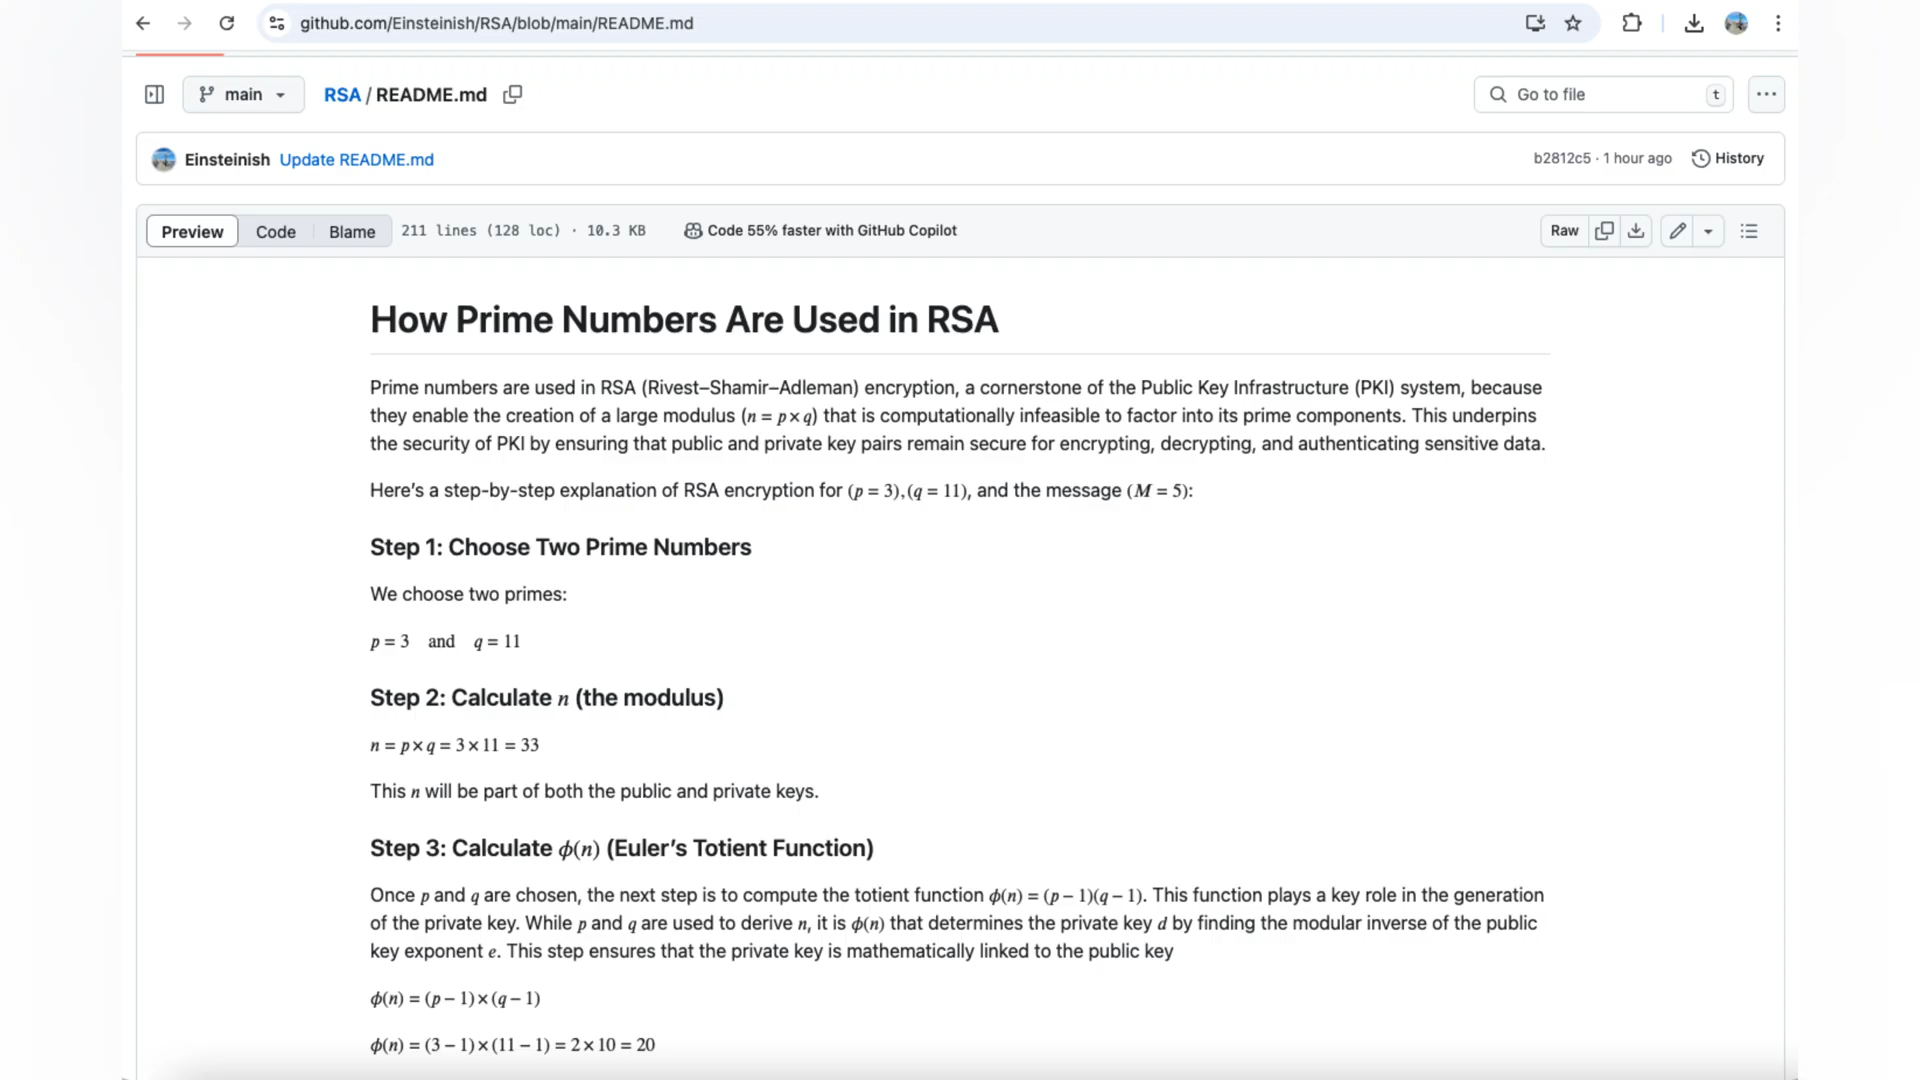 github.com/Einsteinish/RSA/blob/main/README.md
main
RSA / README.md
Go to file
t
Einsteinish Update README.md
b2812c5 · 1 hour ago
History
Preview
Code
Blame
211 lines (128 loc) · 10.3 KB
Code 55% faster with GitHub Copilot
Raw
How Prime Numbers Are Used in RSA
Prime numbers are used in RSA (Rivest–Shamir–Adleman) encryption, a cornerstone of the Public Key Infrastructure (PKI) system, because
they enable the creation of a large modulus (n = p × q) that is computationally infeasible to factor into its prime components. This underpins
the security of PKI by ensuring that public and private key pairs remain secure for encrypting, decrypting, and authenticating sensitive data.
Here’s a step-by-step explanation of RSA encryption for (p = 3), (q = 11), and the message (M = 5):
Step 1: Choose Two Prime Numbers
We choose two primes:
p = 3 and q = 11
Step 2: Calculate n (the modulus)
n = p × q = 3 × 11 = 33
This n will be part of both the public and private keys.
Step 3: Calculate ϕ(n) (Euler’s Totient Function)
Once p and q are chosen, the next step is to compute the totient function ϕ(n) = (p − 1)(q − 1). This function plays a key role in the generation
of the private key. While p and q are used to derive n, it is ϕ(n) that determines the private key d by finding the modular inverse of the public
key exponent e. This step ensures that the private key is mathematically linked to the public key
ϕ(n) = (p − 1) × (q − 1)
ϕ(n) = (3 − 1) × (11 − 1) = 2 × 10 = 20